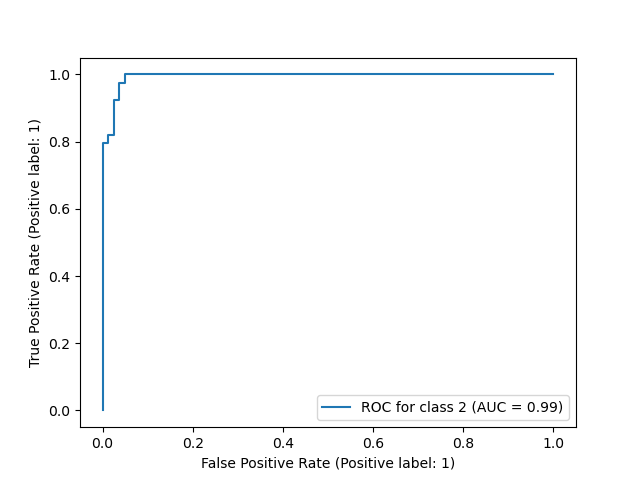 1.0
0.8
0.6
0.4
0.2
0.0
True Positive Rate (Positive label: 1)
ROC for class 2 (AUC = 0.99)
0.0 0.2 0.4 0.6 0.8 1.0
False Positive Rate (Positive label: 1)